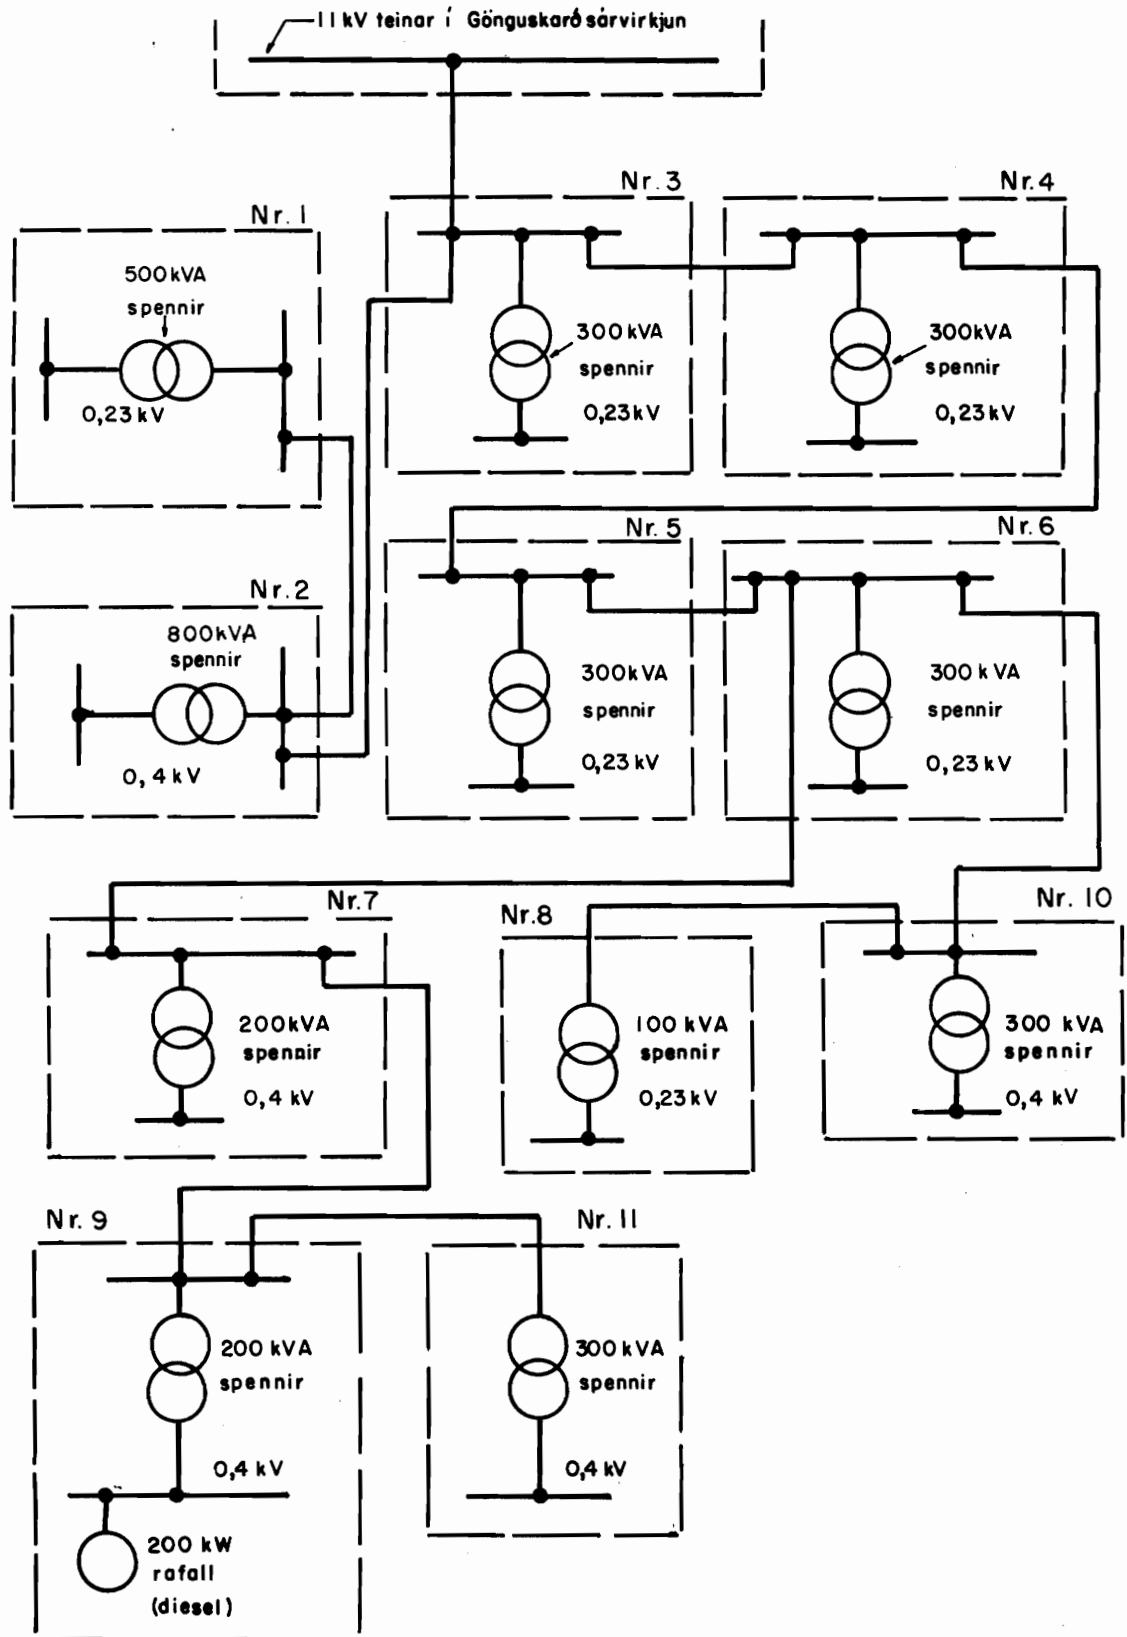 11 kV teinar í Gönguskarðsárvirkjun
Nr. 1
500 kVA
spennir
0,23 kV
Nr. 2
800 kVA
spennir
0,4 kV
Nr. 3
300 kVA
spennir
0,23 kV
Nr. 4
300 kVA
spennir
0,23 kV
Nr. 5
300 kVA
spennir
0,23 kV
Nr. 6
300 kVA
spennir
0,23 kV
Nr. 7
200 kVA
spennir
0,4 kV
Nr. 8
100 kVA
spennir
0,23 kV
Nr. 10
300 kVA
spennir
0,4 kV
Nr. 9
200 kVA
spennir
0,4 kV
200 kW
rafall
(diesel)
Nr. 11
300 kVA
spennir
0,4 kV